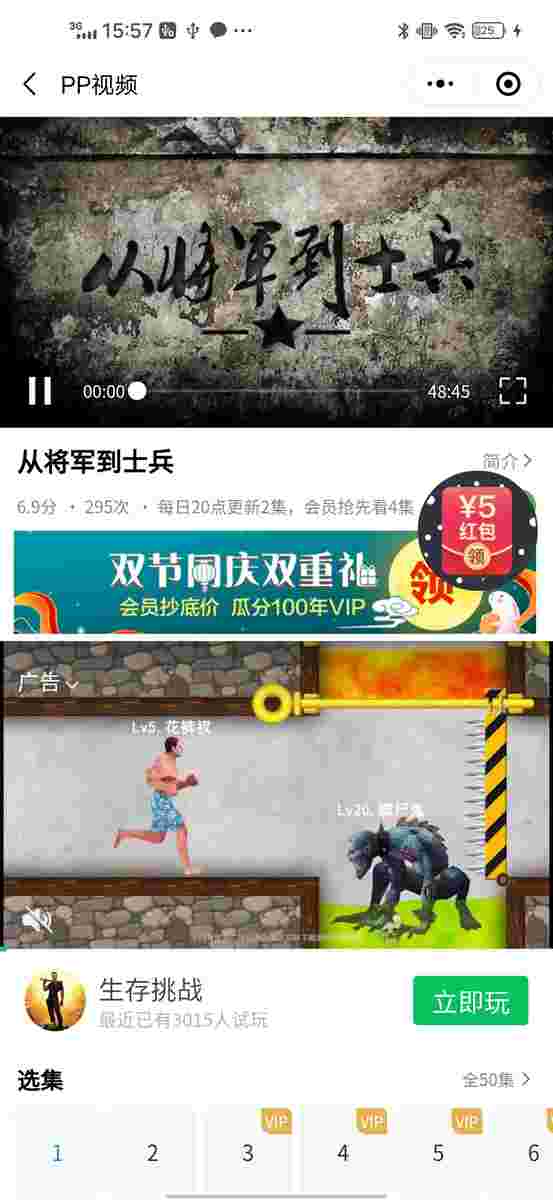 3G 15:57 25
PP视频
从将军到士兵
00:00 48:45
从将军到士兵
简介
6.9分 · 295次 · 每日20点更新2集，会员抢先看4集
¥5
红包
领
双节同庆双重礼
会员抄底价 瓜分100年VIP
领
广告
Lv5. 花裤衩
Lv20.
生存挑战
最近已有3015人试玩
立即玩
选集
全50集
VIP VIP VIP
1 2 3 4 5 6